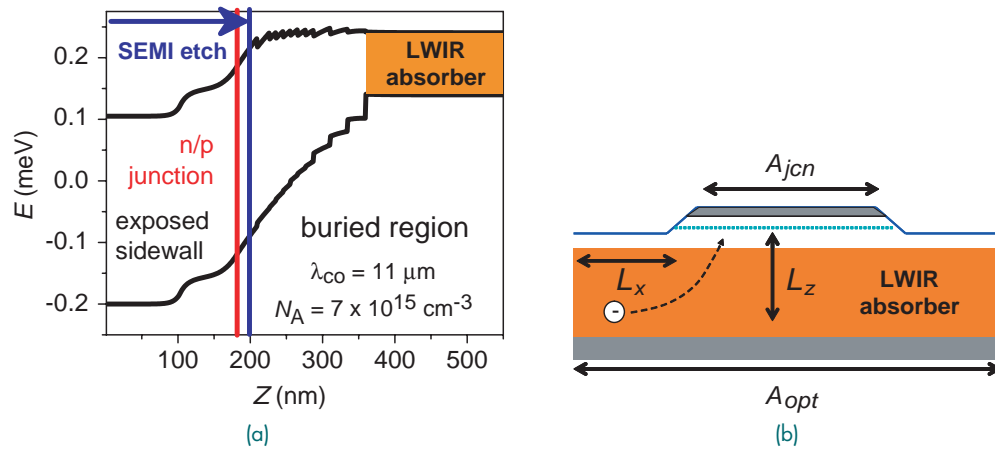 SEMI etch
LWIR
absorber
n/p
junction
exposed
sidewall
buried region
λco = 11 μm
NA = 7 x 10^15 cm-3
0.2
0.1
0.0
-0.1
-0.2
E (meV)
100
200
300
400
500
Z (nm)
(a)
Ajcn
Lx
Lz
LWIR
absorber
-
Aopt
(b)